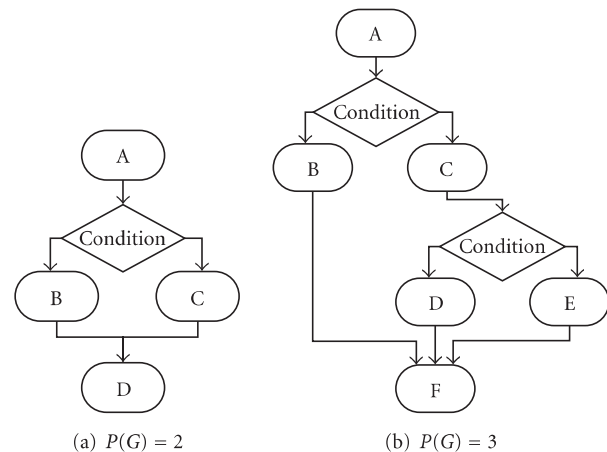 A
Condition
B
C
D
(a) P(G) = 2
A
Condition
B
C
Condition
D
E
F
(b) P(G) = 3